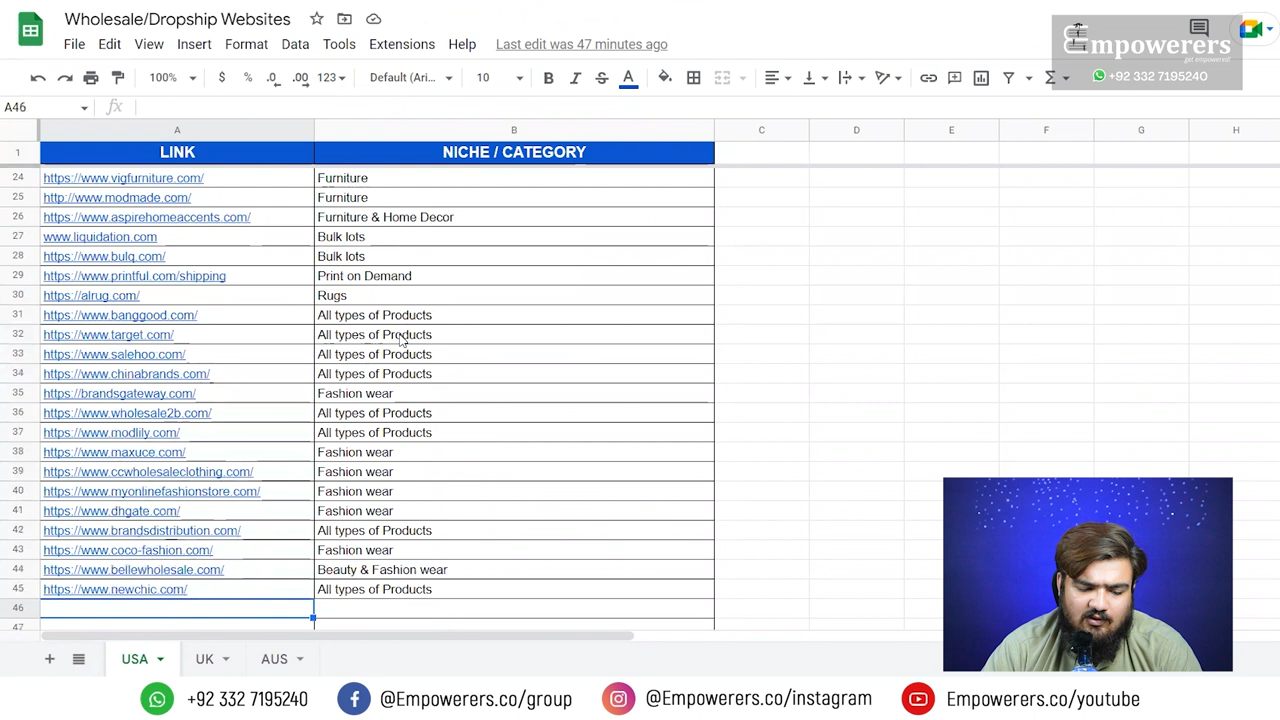 Wholesale/Dropship Websites
File Edit View Insert Format Data Tools Extensions Help Last edit was 47 minutes ago
Empowerers
get empowered!
+92 332 7195240
100% $ % .0 .00 123 Default (Ari... 10 B I S A
A46 fx
A B C D E F G H
1 LINK NICHE / CATEGORY
24 https://www.vigfurniture.com/ Furniture
25 http://www.modmade.com/ Furniture
26 https://www.aspirehomeaccents.com/ Furniture & Home Decor
27 www.liquidation.com Bulk lots
28 https://www.bulq.com/ Bulk lots
29 https://www.printful.com/shipping Print on Demand
30 https://alrug.com/ Rugs
31 https://www.banggood.com/ All types of Products
32 https://www.target.com/ All types of Products
33 https://www.salehoo.com/ All types of Products
34 https://www.chinabrands.com/ All types of Products
35 https://brandsgateway.com/ Fashion wear
36 https://www.wholesale2b.com/ All types of Products
37 https://www.modlily.com/ All types of Products
38 https://www.maxuce.com/ Fashion wear
39 https://www.ccwholesaleclothing.com/ Fashion wear
40 https://www.myonlinefashionstore.com/ Fashion wear
41 https://www.dhgate.com/ Fashion wear
42 https://www.brandsdistribution.com/ All types of Products
43 https://www.coco-fashion.com/ Fashion wear
44 https://www.bellewholesale.com/ Beauty & Fashion wear
45 https://www.newchic.com/ All types of Products
46
47
USA UK AUS
+92 332 7195240 @Empowerers.co/group @Empowerers.co/instagram Empowerers.co/youtube